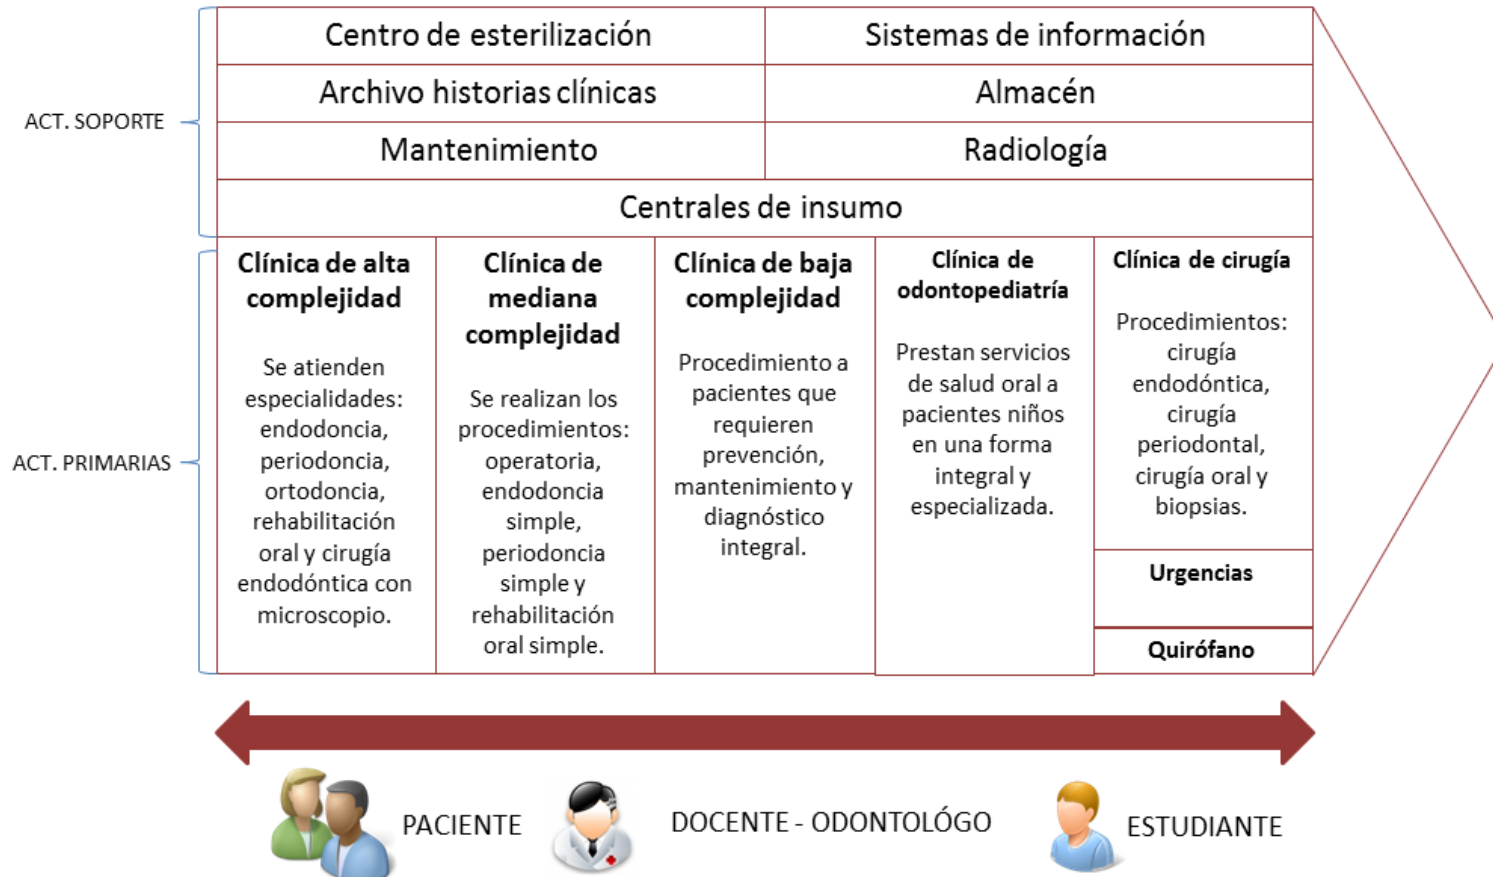 Centro de esterilización
Sistemas de información
Archivo historias clínicas
Almacén
ACT. SOPORTE
Mantenimiento
Radiología
Centrales de insumo
ACT. PRIMARIAS
Clínica de alta
complejidad
Se atienden
especialidades:
endodoncia,
periodoncia,
ortodoncia,
rehabilitación
oral y cirugía
endodóntica con
microscopio.
Clínica de
mediana
complejidad
Se realizan los
procedimientos:
operatoria,
endodoncia
simple,
periodoncia
simple y
rehabilitación
oral simple.
Clínica de baja
complejidad
Procedimiento a
pacientes que
requieren
prevención,
mantenimiento y
diagnóstico
integral.
Clínica de
odontopediatría
Prestan servicios
de salud oral a
pacientes niños
en una forma
integral y
especializada.
Clínica de cirugía
Procedimientos:
cirugía
endodóntica,
cirugía
periodontal,
cirugía oral y
biopsias.
Urgencias
Quirófano
PACIENTE
DOCENTE - ODONTOLÓGO
ESTUDIANTE